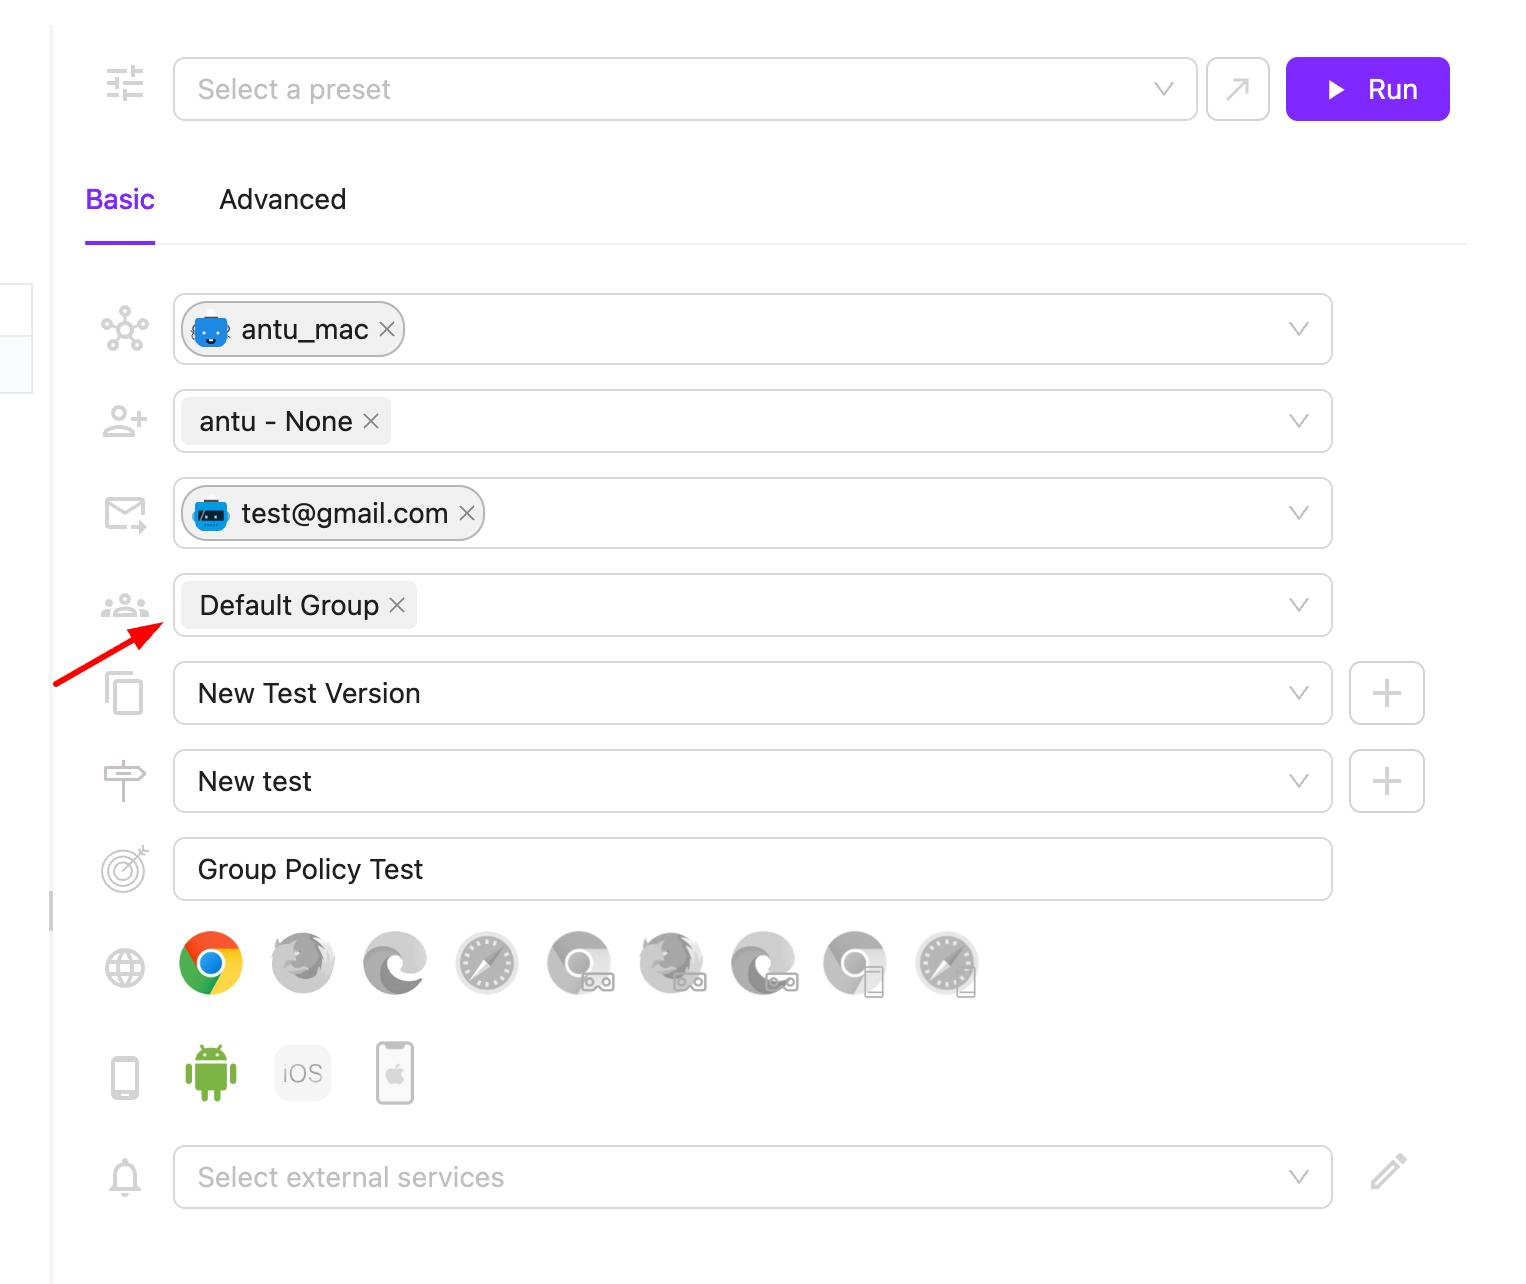 Select a preset
Run
Basic
Advanced
antu_mac
antu - None
test@gmail.com
Default Group
New Test Version
New test
Group Policy Test
iOS
Select external services